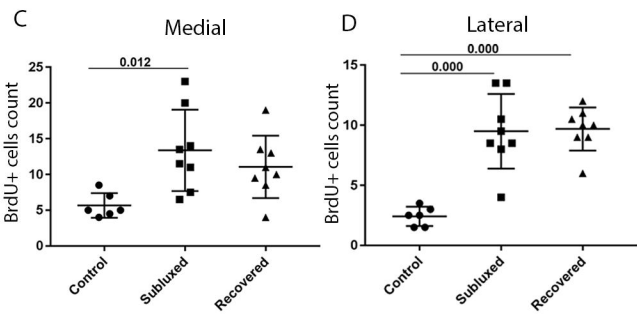 C
Medial
BrdU+ cells count
25
20
15
10
5
0
0.012
Control
Subluxed
Recovered
D
Lateral
BrdU+ cells count
15
10
5
0
0.000
0.000
Control
Subluxed
Recovered